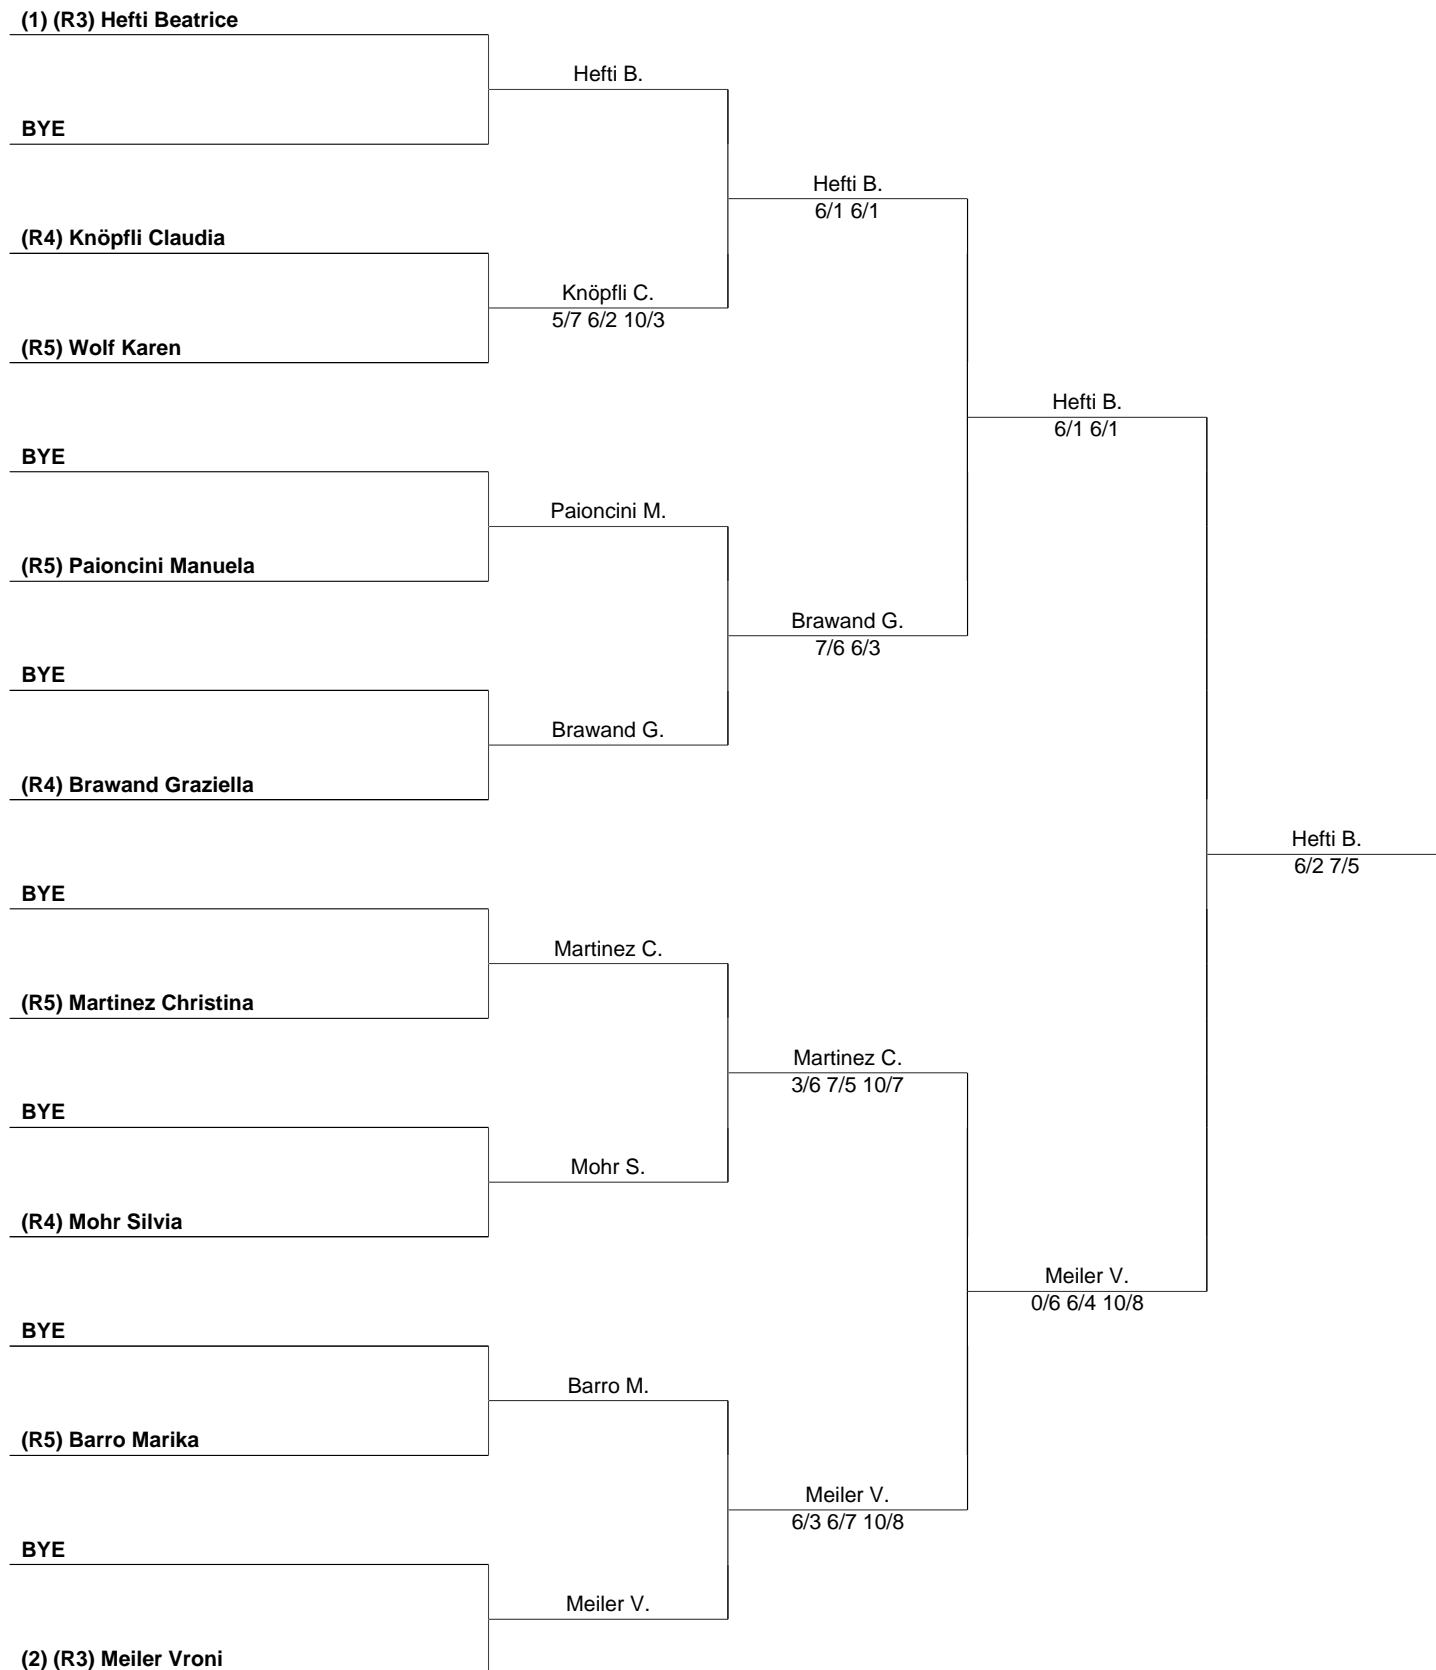 (1) (R3) Hefti Beatrice
Hefti B.
BYE
Hefti B.
6/1 6/1
(R4) Knöpfli Claudia
Knöpfli C.
5/7 6/2 10/3
(R5) Wolf Karen
Hefti B.
6/1 6/1
BYE
Paioncini M.
(R5) Paioncini Manuela
Brawand G.
7/6 6/3
BYE
Brawand G.
(R4) Brawand Graziella
Hefti B.
6/2 7/5
BYE
Martinez C.
(R5) Martinez Christina
Martinez C.
3/6 7/5 10/7
BYE
Mohr S.
(R4) Mohr Silvia
Meiler V.
0/6 6/4 10/8
BYE
Barro M.
(R5) Barro Marika
Meiler V.
6/3 6/7 10/8
BYE
Meiler V.
(2) (R3) Meiler Vroni